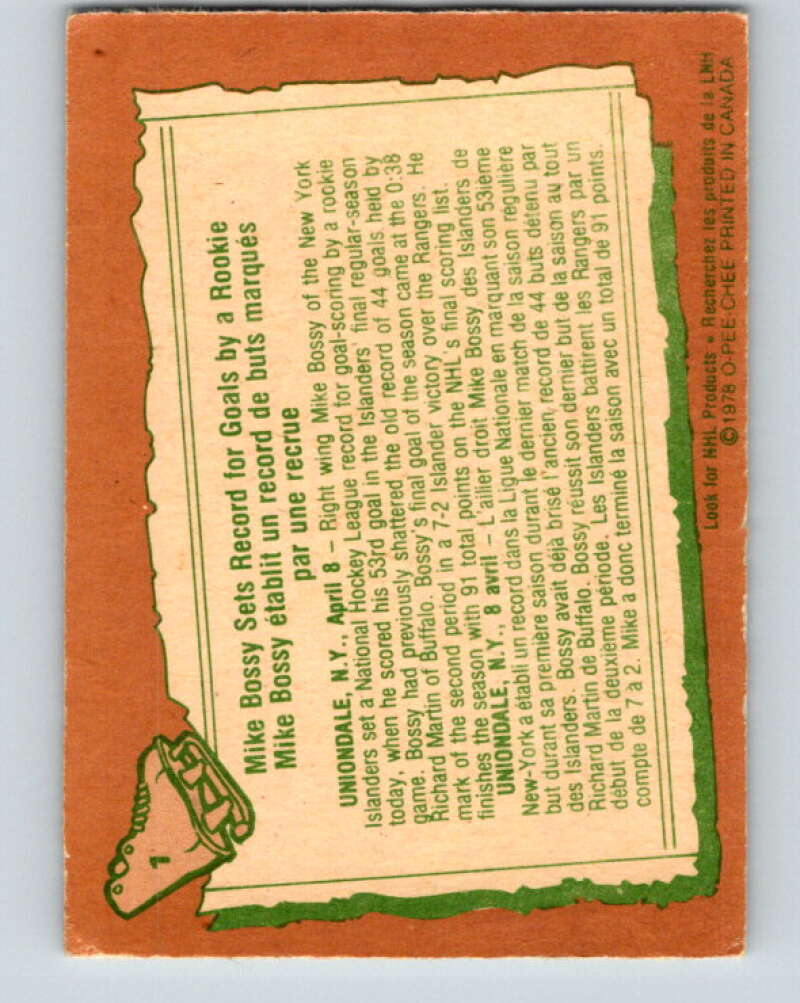 1
Mike Bossy Sets Record for Goals by a Rookie
Mike Bossy établit un record de buts marqués
par une recrue
UNIONDALE, N.Y., April 8 – Right wing Mike Bossy of the New York
Islanders set a National Hockey League record for goal-scoring by a rookie
today, when he scored his 53rd goal in the Islanders' final regular-season
game. Bossy had previously shattered the old record of 44 goals held by
Richard Martin of Buffalo. Bossy's final goal of the season came at the 0:38
mark of the second period in a 7-2 Islander victory over the Rangers. He
finishes the season with 91 total points on the NHL's final scoring list.
UNIONDALE, N.Y., 8 avril – L'ailier droit Mike Bossy des Islanders de
New-York a établi un record dans la Ligue Nationale en marquant son 53ième
but durant sa première saison durant le dernier match de la saison régulière
des Islanders. Bossy avait déjà brisé l'ancien record de 44 buts détenu par
Richard Martin de Buffalo. Bossy réussit son dernier but de la saison au tout
début de la deuxième période. Les Islanders battirent les Rangers par un
compte de 7 à 2. Mike a donc terminé la saison avec un total de 91 points.
Look for NHL Products • Recherchez les produits de la LNH
©1978 O-PEE-CHEE PRINTED IN CANADA